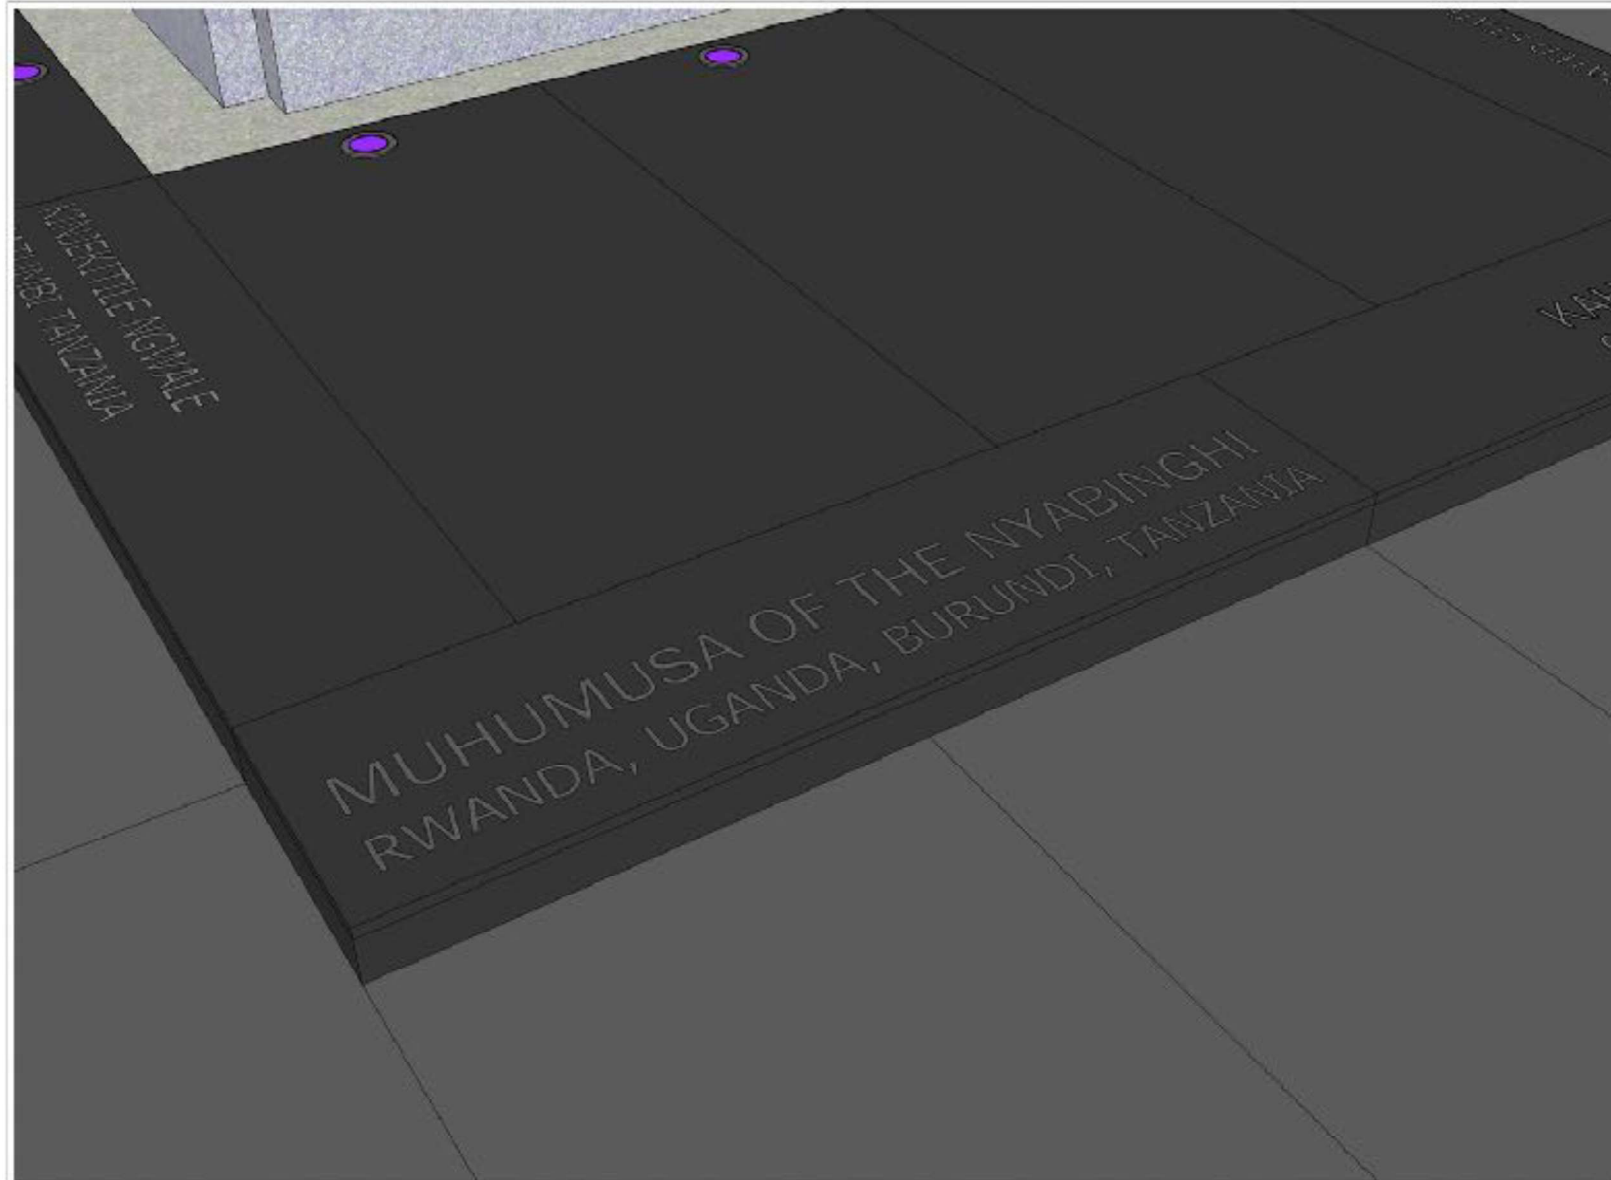 KINJEKITILE NGWALE
TANZANIA
MUHUMUSA OF THE NYABINGHI
RWANDA, UGANDA, BURUNDI, TANZANIA